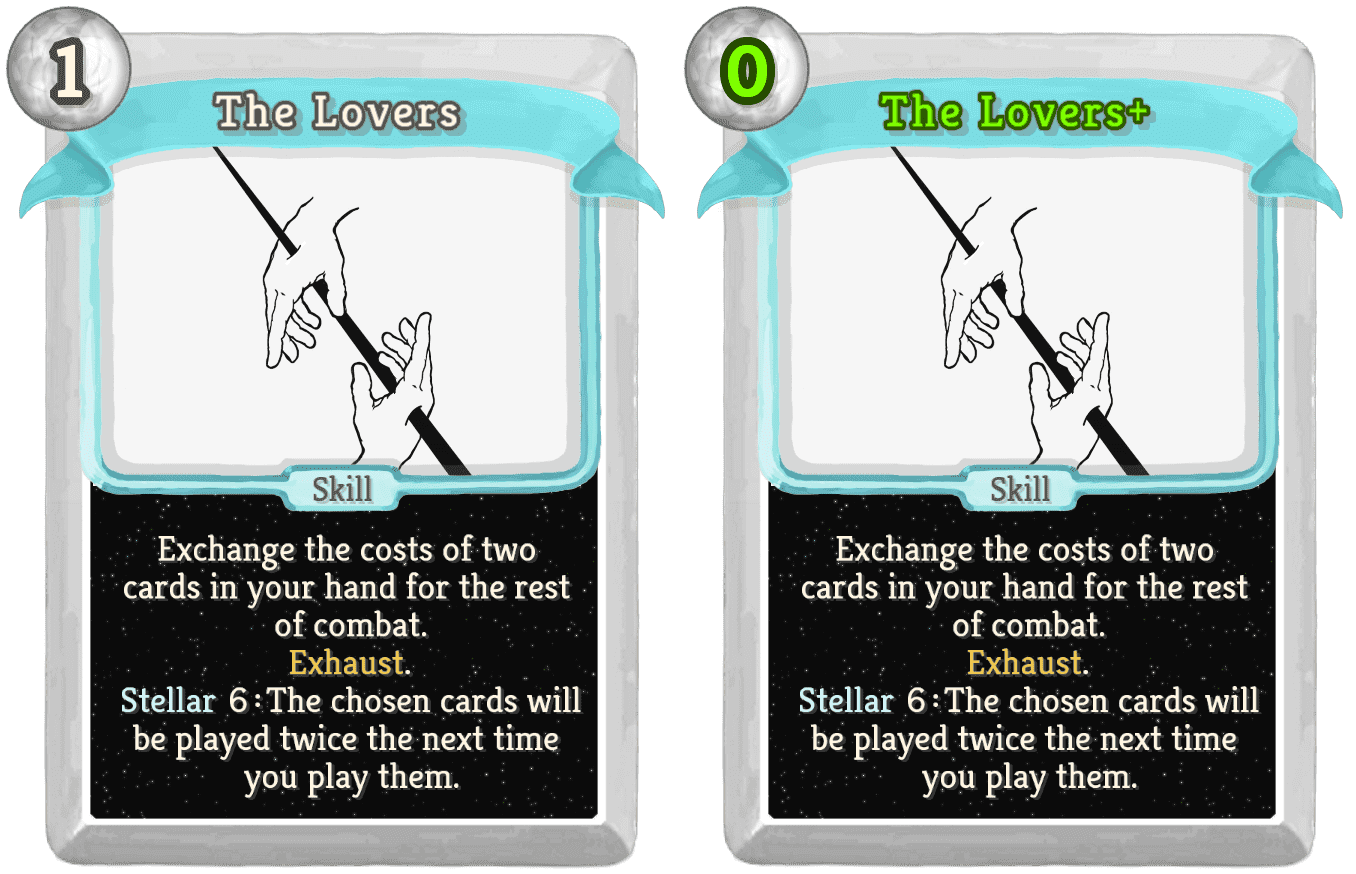 1
The Lovers
Skill
Exchange the costs of two
cards in your hand for the rest
of combat.
Exhaust.
Stellar 6:The chosen cards will
be played twice the next time
you play them.
0
The Lovers+
Skill
Exchange the costs of two
cards in your hand for the rest
of combat.
Exhaust.
Stellar 6:The chosen cards will
be played twice the next time
you play them.